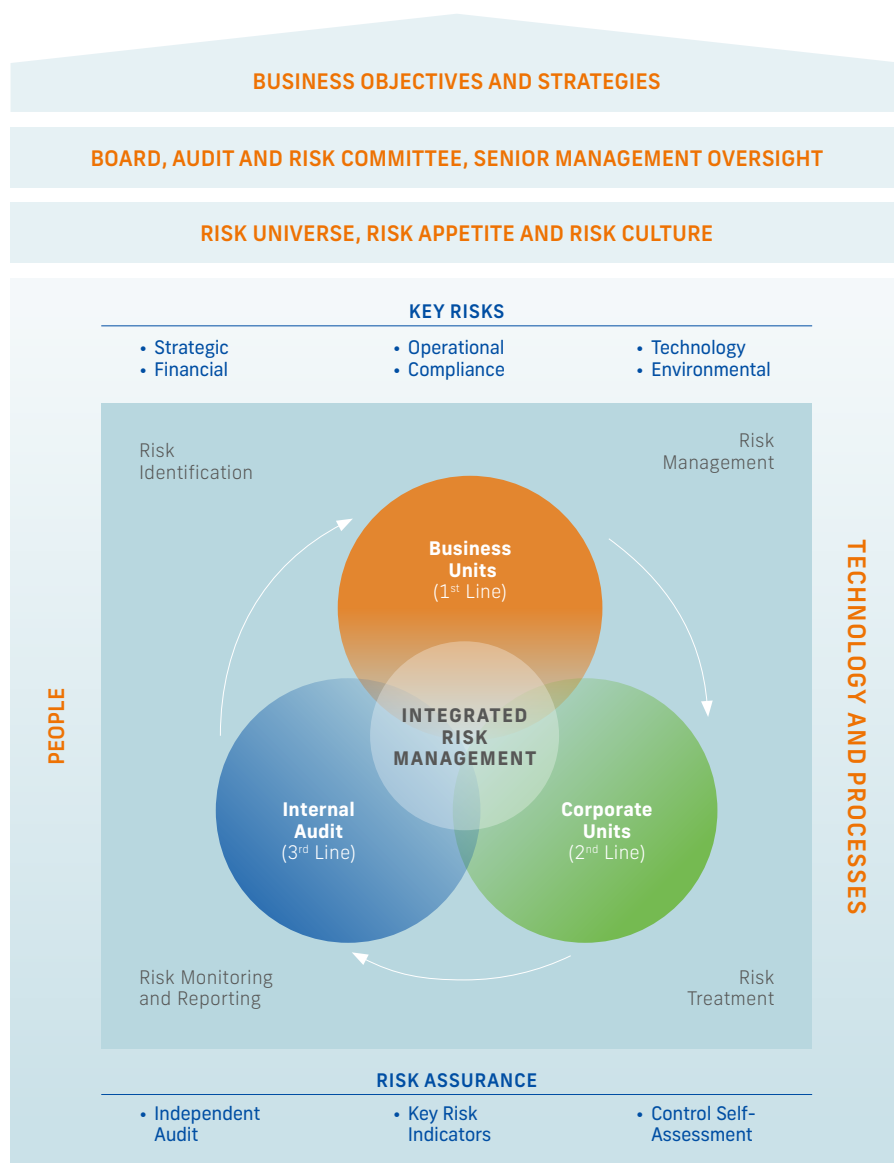 BUSINESS OBJECTIVES AND STRATEGIES
BOARD, AUDIT AND RISK COMMITTEE, SENIOR MANAGEMENT OVERSIGHT
RISK UNIVERSE, RISK APPETITE AND RISK CULTURE
KEY RISKS
• Strategic
• Financial
• Operational
• Compliance
• Technology
• Environmental
Risk
Identification
Risk
Management
Business
Units
(1st Line)
PEOPLE
INTEGRATED
RISK
MANAGEMENT
TECHNOLOGY AND PROCESSES
Internal
Audit
(3rd Line)
Corporate
Units
(2nd Line)
Risk Monitoring
and Reporting
Risk
Treatment
RISK ASSURANCE
• Independent
Audit
• Key Risk
Indicators
• Control Self-
Assessment